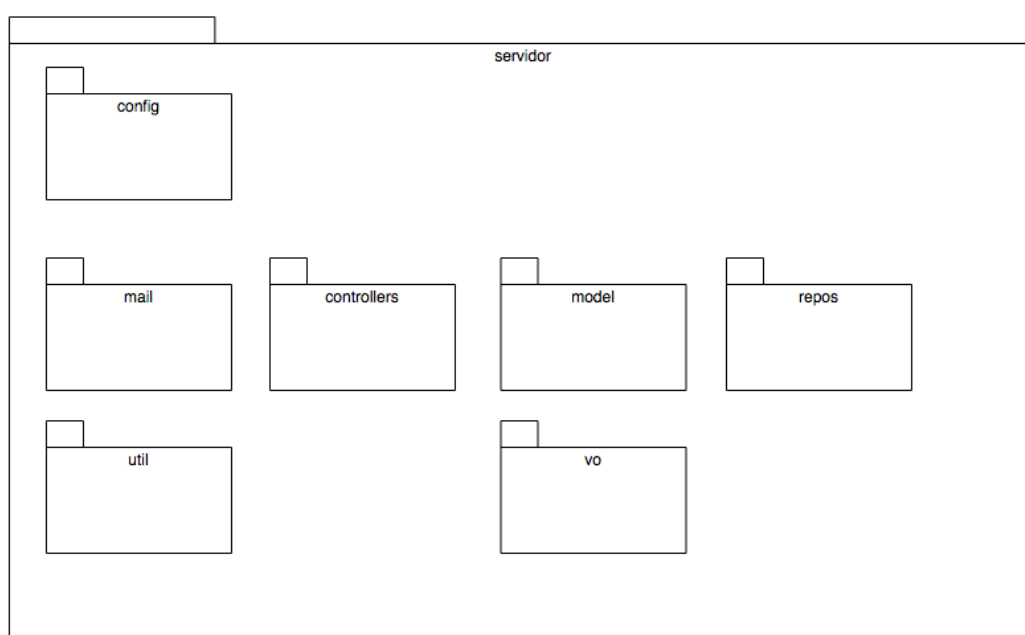 servidor
config
mail
controllers
model
repos
util
vo